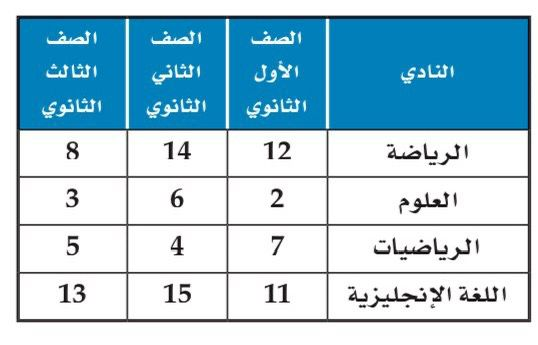 النادي الصف الأول الثانوي الصف الثاني الثانوي الصف الثالث الثانوي
الرياضة 12 14 8
العلوم 2 6 3
الرياضيات 7 4 5
اللغة الإنجليزية 11 15 13